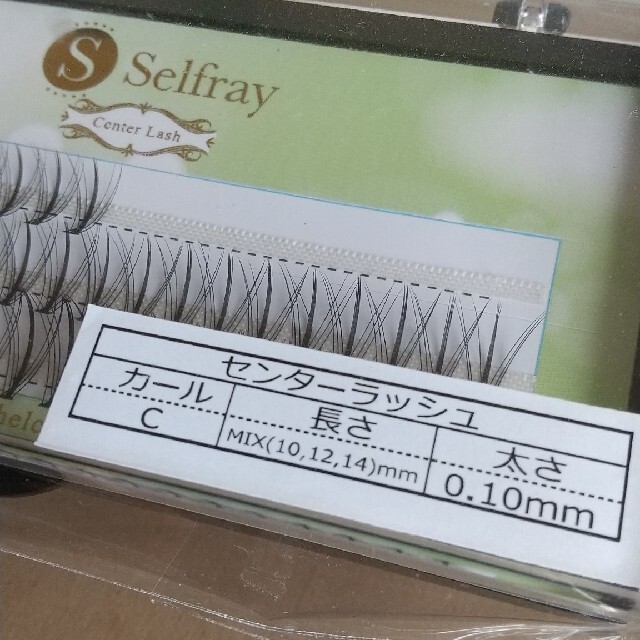 S Selfray
Center Lash
センターラッシュ
カール 長さ 太さ
C MIX(10,12,14)mm 0.10mm